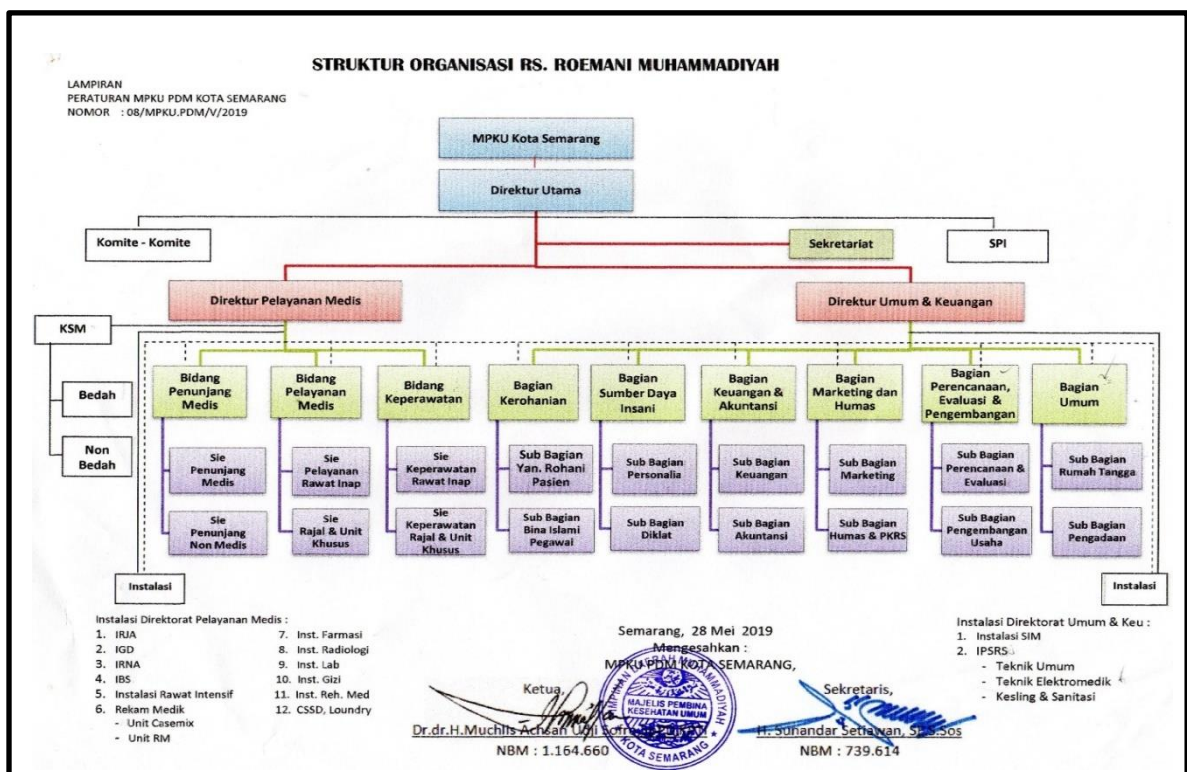 STRUKTUR ORGANISASI RS. ROEMANI MUHAMMADIYAH
LAMPIRAN
PERATURAN MPKU PDM KOTA SEMARANG
NOMOR : 08/MPKU.PDM/V/2019
MPKU Kota Semarang
Direktur Utama
Komite - Komite
Sekretariat
SPI
Direktur Pelayanan Medis
Direktur Umum & Keuangan
KSM
Bedah
Non
Bedah
Bidang
Penunjang
Medis
Bidang
Pelayanan
Medis
Bidang
Keperawatan
Bagian
Kerohanian
Bagian
Sumber Daya
Insani
Bagian
Keuangan &
Akuntansi
Bagian
Marketing dan
Humas
Bagian
Perencanaan,
Evaluasi &
Pengembangan
Bagian
Umum
Sie
Penunjang
Medis
Sie
Pelayanan
Rawat Inap
Sie
Keperawatan
Rawat Inap
Sub Bagian
Yan. Rohani
Pasien
Sub Bagian
Personalia
Sub Bagian
Keuangan
Sub Bagian
Marketing
Sub Bagian
Perencanaan &
Evaluasi
Sub Bagian
Rumah Tangga
Sie
Penunjang
Non Medis
Sie
Rajal & Unit
Khusus
Sie
Keperawatan
Rajal & Unit
Khusus
Sub Bagian
Bina Islami
Pegawai
Sub Bagian
Diklat
Sub Bagian
Akuntansi
Sub Bagian
Humas & PKRS
Sub Bagian
Pengembangan
Usaha
Sub Bagian
Pengadaan
Instalasi
Instalasi
Instalasi Direktorat Pelayanan Medis :
1. IRJA
2. IGD
3. IRNA
4. IBS
5. Instalasi Rawat Intensif
6. Rekam Medik
- Unit Casemix
- Unit RM
7. Inst. Farmasi
8. Inst. Radiologi
9. Inst. Lab
10. Inst. Gizi
11. Inst. Reh. Med
12. CSSD, Loundry
Semarang, 28 Mei 2019
Mengesahkan :
MPKU PDM KOTA SEMARANG,
Ketua,
Dr.dr.H.Muchlis Achsan
NBM : 1.164.660
MUHAMMADIYAH
MAJELIS PEMBINA
KESEHATAN UMUM
KOTA SEMARANG
Sekretaris,
H. Sunandar Setiawan,
NBM : 739.614
Instalasi Direktorat Umum & Keu :
1. Instalasi SIM
2. IPSRS
- Teknik Umum
- Teknik Elektromedik
- Kesling & Sanitasi